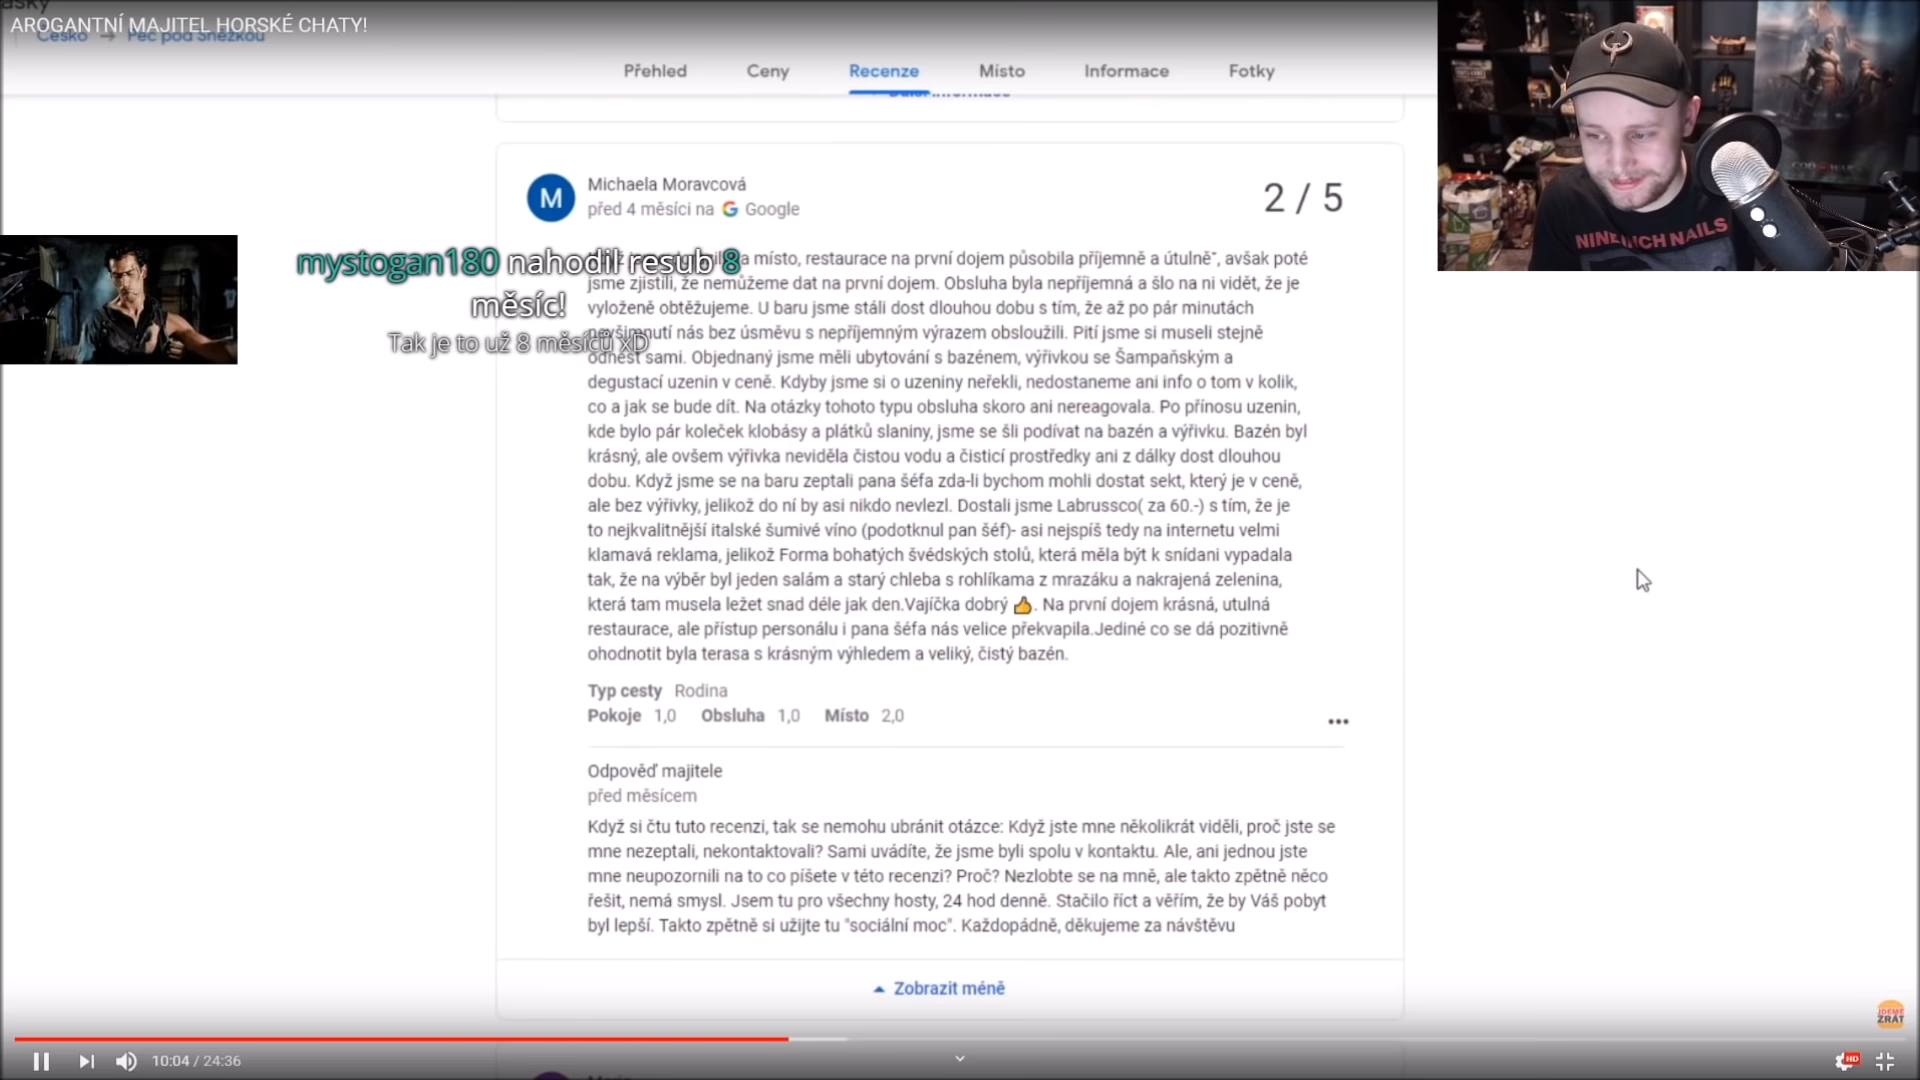 AROGANTNÍ MAJITEL HORSKÉ CHATY!
Česko → Pec pod Sněžkou
Přehled Ceny Recenze Místo Informace Fotky
Další informace
M
Michaela Moravcová
před 4 měsíci na Google
2 / 5
mystogan180 nahodil resub 8
měsíc!
Tak je to už 8 měsíců xD
místo, restaurace na první dojem působila příjemně a útulně˝, avšak poté
jsme zjistili, že nemůžeme dat na první dojem. Obsluha byla nepříjemná a šlo na ni vidět, že je
vyloženě obtěžujeme. U baru jsme stáli dost dlouhou dobu s tím, že až po pár minutách
nevšimnutí nás bez úsměvu s nepříjemným výrazem obsloužili. Pití jsme si museli stejně
odnést sami. Objednaný jsme měli ubytování s bazénem, výřivkou se Šampaňským a
degustací uzenin v ceně. Kdyby jsme si o uzeniny neřekli, nedostaneme ani info o tom v kolik,
co a jak se bude dít. Na otázky tohoto typu obsluha skoro ani nereagovala. Po přínosu uzenin,
kde bylo pár koleček klobásy a plátků slaniny, jsme se šli podívat na bazén a výřivku. Bazén byl
krásný, ale ovšem výřivka neviděla čistou vodu a čisticí prostředky ani z dálky dost dlouhou
dobu. Když jsme se na baru zeptali pana šéfa zda-li bychom mohli dostat sekt, který je v ceně,
ale bez výřivky, jelikož do ní by asi nikdo nevlezl. Dostali jsme Labrussco( za 60.-) s tím, že je
to nejkvalitnější italské šumivé víno (podotknul pan šéf)- asi nejspíš tedy na internetu velmi
klamavá reklama, jelikož Forma bohatých švédských stolů, která měla být k snídani vypadala
tak, že na výběr byl jeden salám a starý chleba s rohlíkama z mrazáku a nakrajená zelenina,
která tam musela ležet snad déle jak den.Vajíčka dobrý 👍. Na první dojem krásná, utulná
restaurace, ale přístup personálu i pana šéfa nás velice překvapila.Jediné co se dá pozitivně
ohodnotit byla terasa s krásným výhledem a veliký, čistý bazén.
Typ cesty Rodina
Pokoje 1,0 Obsluha 1,0 Místo 2,0
Odpověď majitele
před měsícem
Když si čtu tuto recenzi, tak se nemohu ubránit otázce: Když jste mne několikrát viděli, proč jste se
mne nezeptali, nekontaktovali? Sami uvádíte, že jsme byli spolu v kontaktu. Ale, ani jednou jste
mne neupozornili na to co píšete v této recenzi? Proč? Nezlobte se na mně, ale takto zpětně něco
řešit, nemá smysl. Jsem tu pro všechny hosty, 24 hod denně. Stačilo říct a věřím, že by Váš pobyt
byl lepší. Takto zpětně si užijte tu "sociální moc". Každopádně, děkujeme za návštěvu
Zobrazit méně
JDEME
ŽRÁT
10:04 / 24:36
HD
NINE INCH NAILS
GOD OF WAR